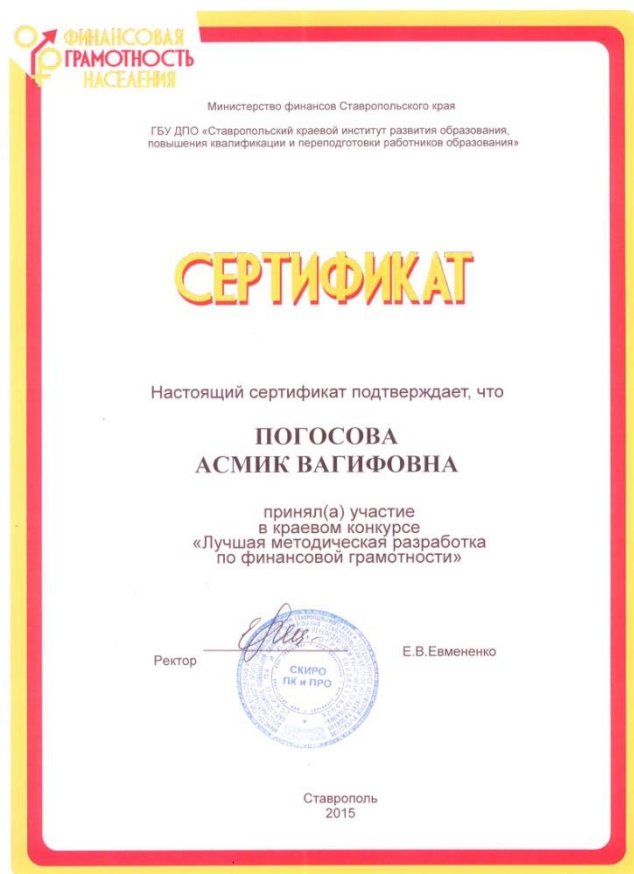 ФИНАНСОВАЯ
ГРАМОТНОСТЬ
НАСЕЛЕНИЯ
Министерство финансов Ставропольского края
ГБУ ДПО «Ставропольский краевой институт развития образования,
повышения квалификации и переподготовки работников образования»
СЕРТИФИКАТ
Настоящий сертификат подтверждает, что
ПОГОСОВА
АСМИК ВАГИФОВНА
принял(а) участие
в краевом конкурсе
«Лучшая методическая разработка
по финансовой грамотности»
Ректор
Е.В.Евмененко
СКИРО
ПК и ПРО
Ставрополь
2015